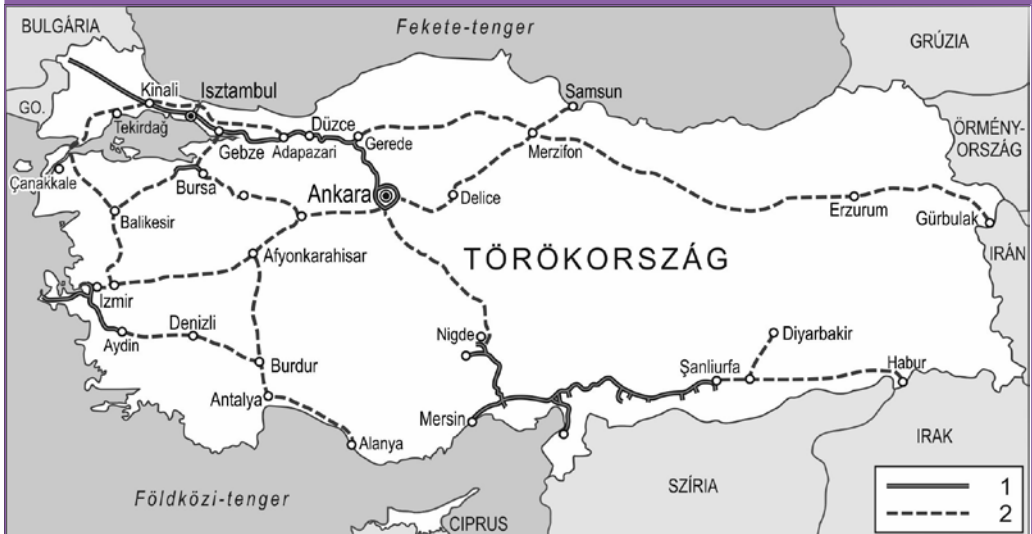 BULGÁRIA
Fekete-tenger
GRÚZIA
Kinali
Isztambul
Samsun
GO.
Tekirdağ
Düzce
ÖRMÉNY-
ORSZÁG
Gebze
Adapazari
Gerede
Merzifon
Çanakkale
Bursa
Ankara
Delice
Erzurum
Gürbulak
Balikesir
Afyonkarahisar
TÖRÖKORSZÁG
IRÁN
Izmir
Denizli
Nigde
Diyarbakir
Aydin
Burdur
Şanliurfa
Habur
Antalya
Mersin
Alanya
IRAK
Földközi-tenger
SZÍRIA
CIPRUS
1
2